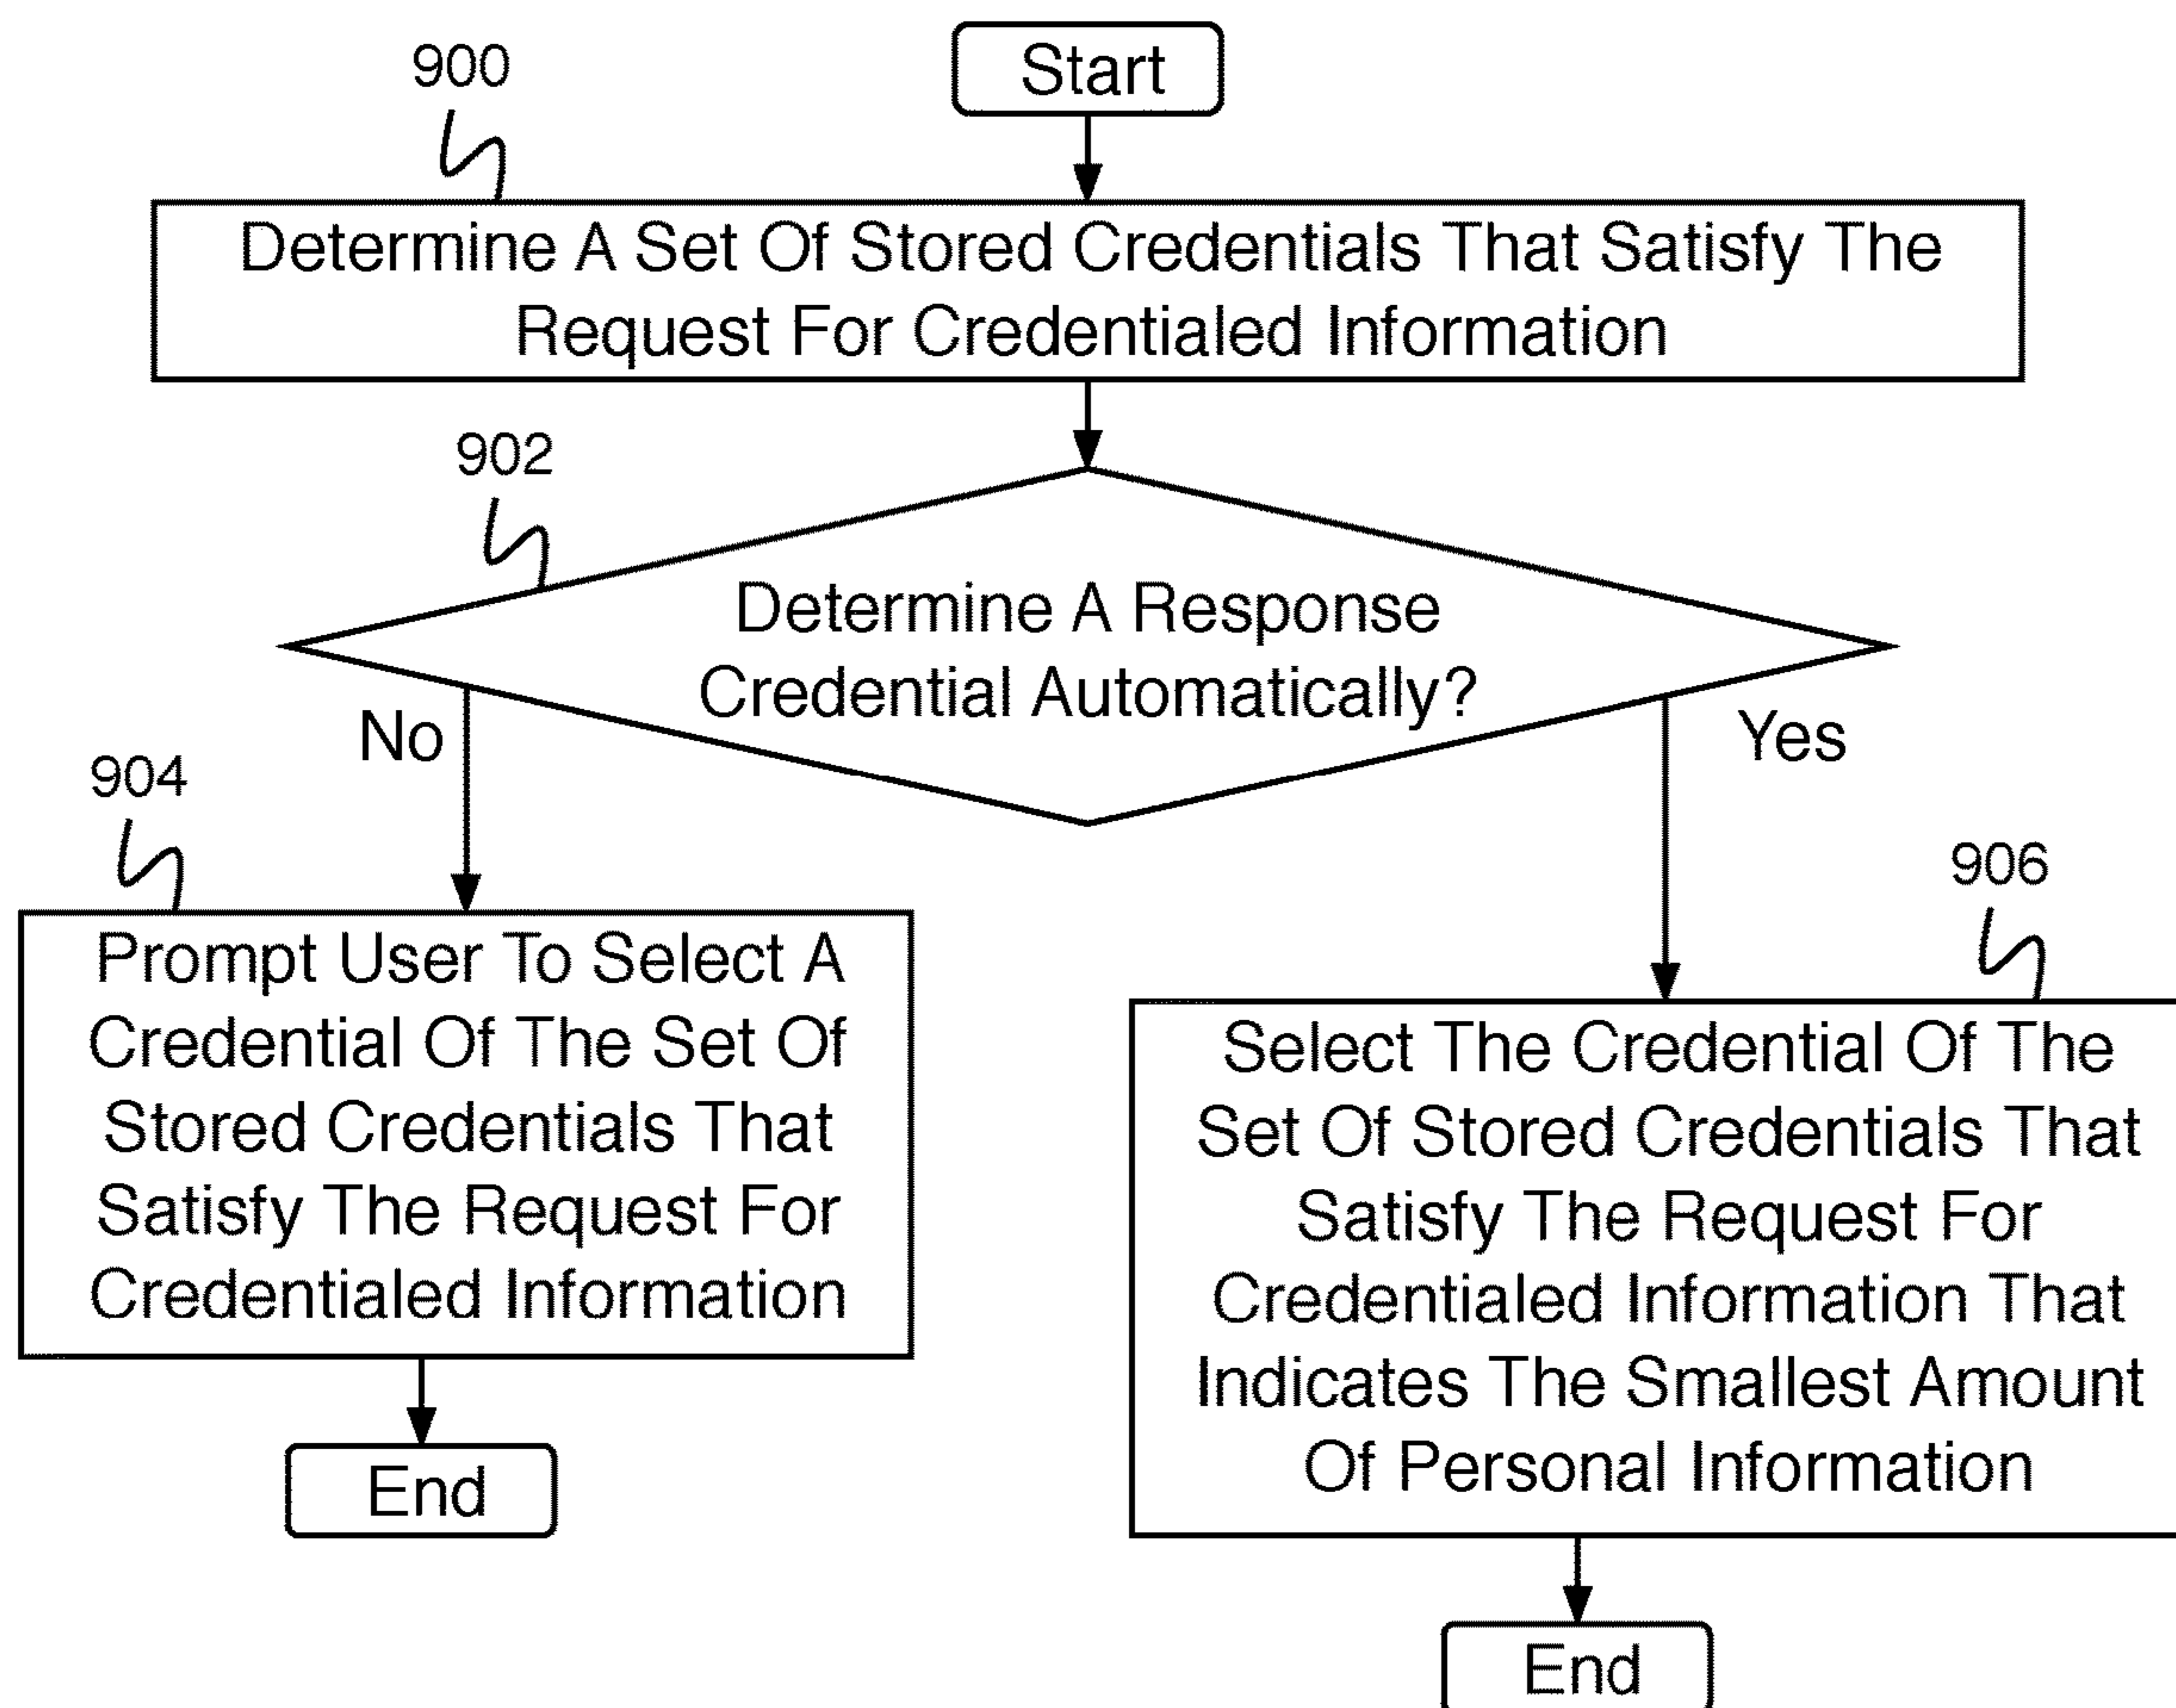 Start
900
Determine A Set Of Stored Credentials That Satisfy The
Request For Credentialed Information
902
Determine A Response
Credential Automatically?
No
Yes
904
Prompt User To Select A
Credential Of The Set Of
Stored Credentials That
Satisfy The Request For
Credentialed Information
End
906
Select The Credential Of The
Set Of Stored Credentials That
Satisfy The Request For
Credentialed Information That
Indicates The Smallest Amount
Of Personal Information
End